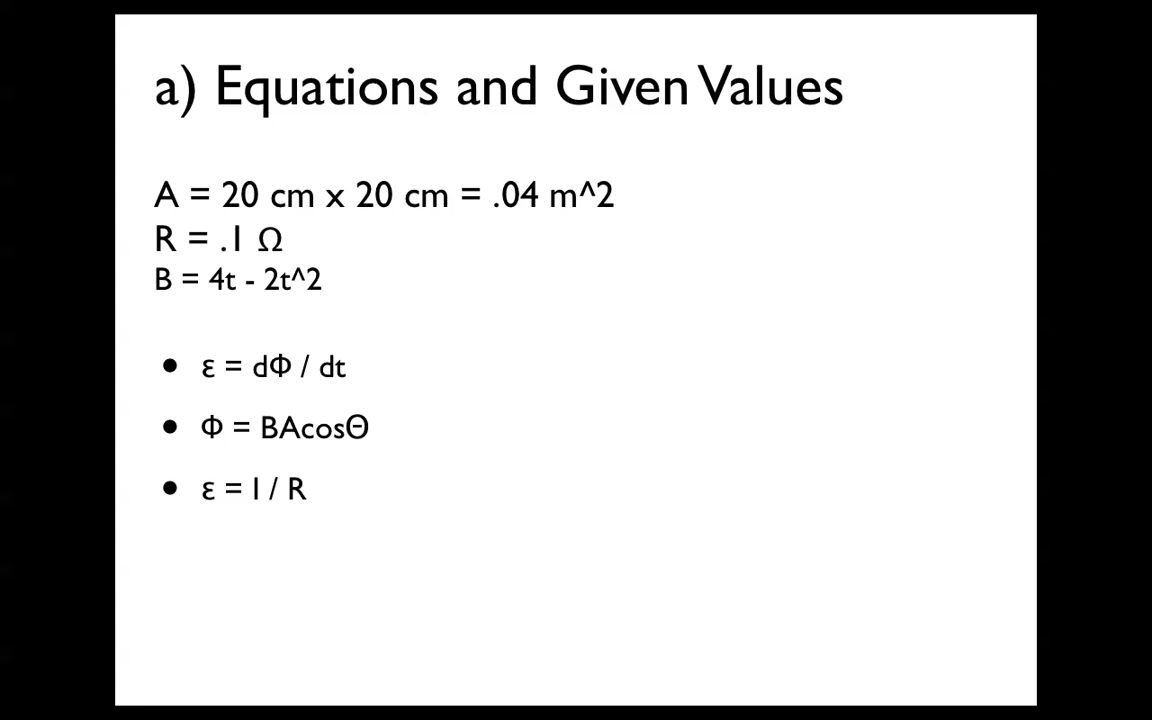 a) Equations and Given Values
A = 20 cm x 20 cm = .04 m^2
R = .1 Ω
B = 4t - 2t^2
• ε = dΦ / dt
• Φ = BAcosΘ
• ε = I / R